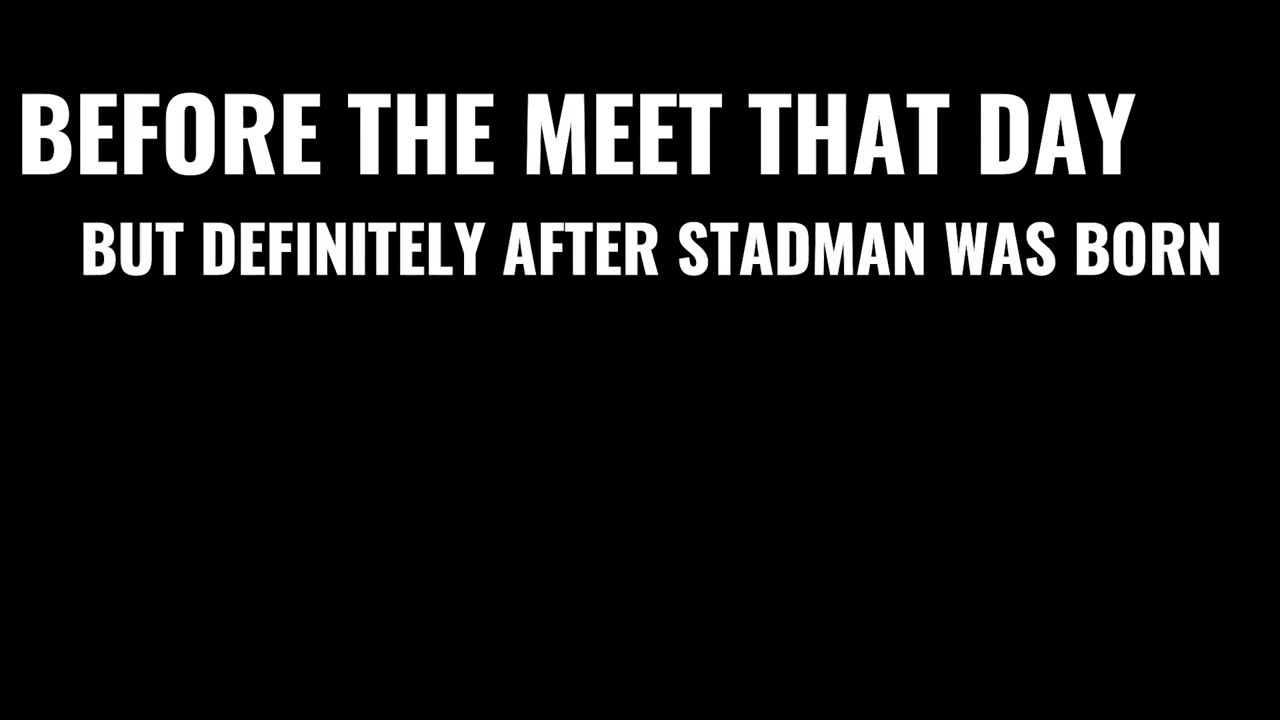 BEFORE THE MEET THAT DAY
BUT DEFINITELY AFTER STADMAN WAS BORN